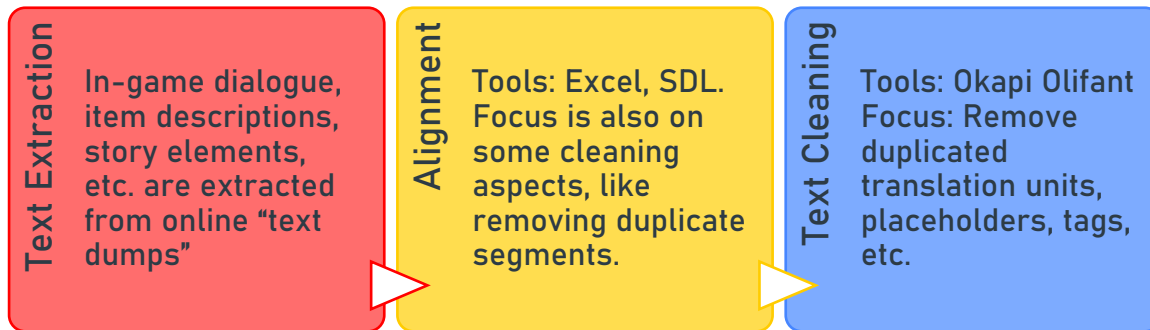 Text Extraction
In-game dialogue,
item descriptions,
story elements,
etc. are extracted
from online “text
dumps”
Alignment
Tools: Excel, SDL.
Focus is also on
some cleaning
aspects, like
removing duplicate
segments.
Text Cleaning
Tools: Okapi Olifant
Focus: Remove
duplicated
translation units,
placeholders, tags,
etc.